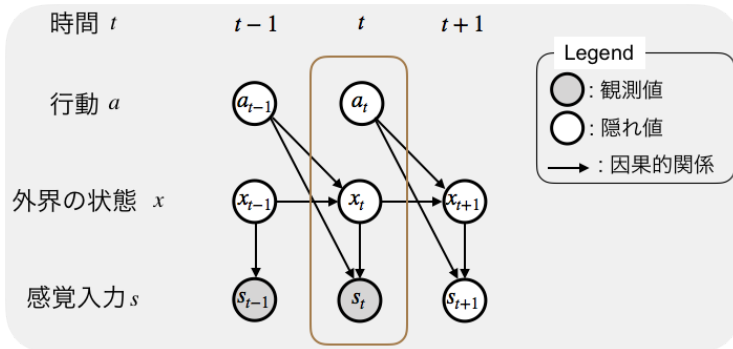 時間 t t−1 t t+1
Legend
行動 a a_{t−1} a_t
: 観測値
: 隠れ値
: 因果的関係
外界の状態 x x_{t−1} x_t x_{t+1}
感覚入力 s s_{t−1} s_t s_{t+1}